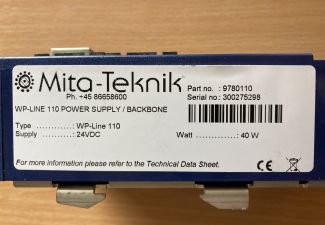 Mita-Teknik®
Ph. +45 86658600
Part no. : 9780110
Serial no.: 300275298
WP-LINE 110 POWER SUPPLY / BACKBONE
Type ............: WP-Line 110
Supply ..........: 24VDC
Watt ................: 40 W
For more information please refer to the Technical Data Sheet.
CE